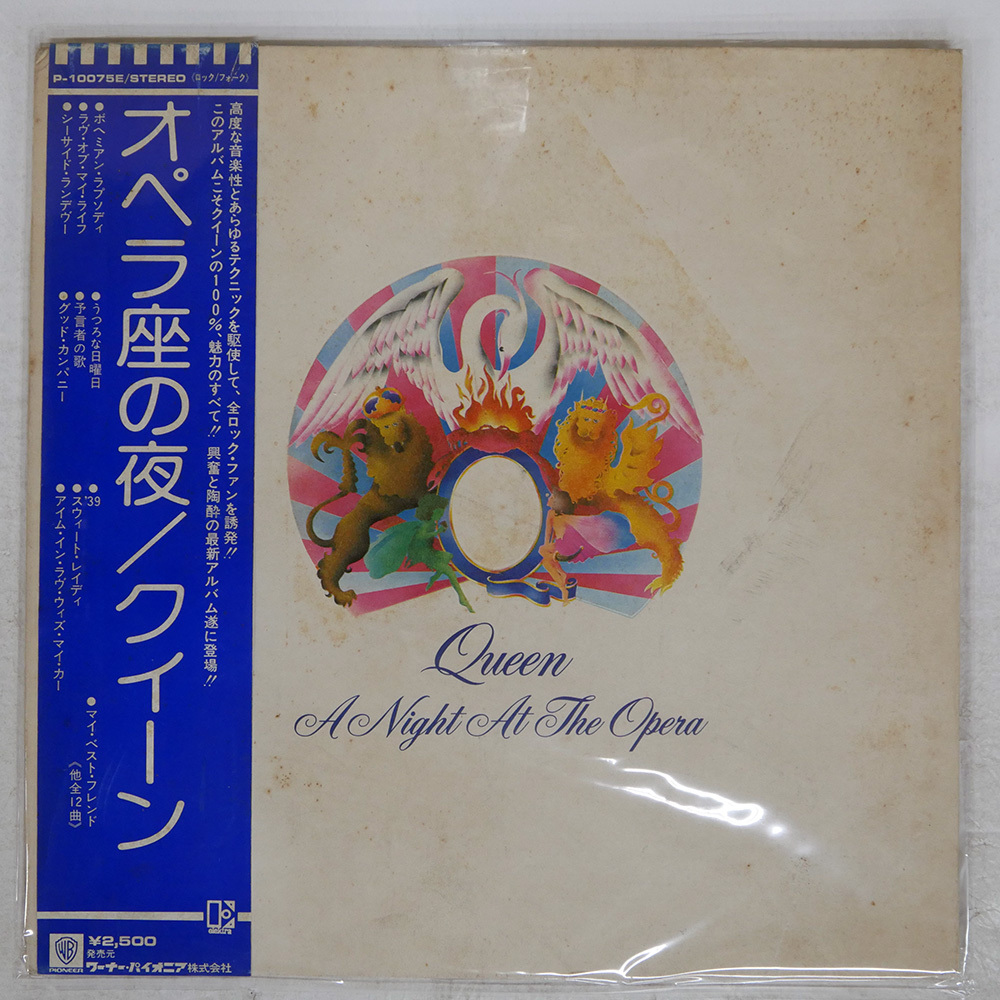 P-10075E/STEREO (ロック/フォーク)
高度な音楽性とあらゆるテクニックを駆使して、全ロック・ファンを誘発!!
このアルバムこそクイーンの100%、魅力のすべて!! 興奮と陶酔の最新アルバム遂に登場!!
オペラ座の夜/クイーン
●ボヘミアン・ラプソディ
●ラヴ・オブ・マイ・ライフ
●シーサイド・ランデヴー
●うつろな日曜日
●予言者の歌
●グッド・カンパニー
●'39
●スウィート・レイディ
●アイム・イン・ラヴ・ウィズ・マイ・カー
●マイ・ベスト・フレンド
《他全12曲》
Queen
A Night At The Opera
elektra
WB
PIONEER
¥2,500
発売元
ワーナー・パイオニア株式会社